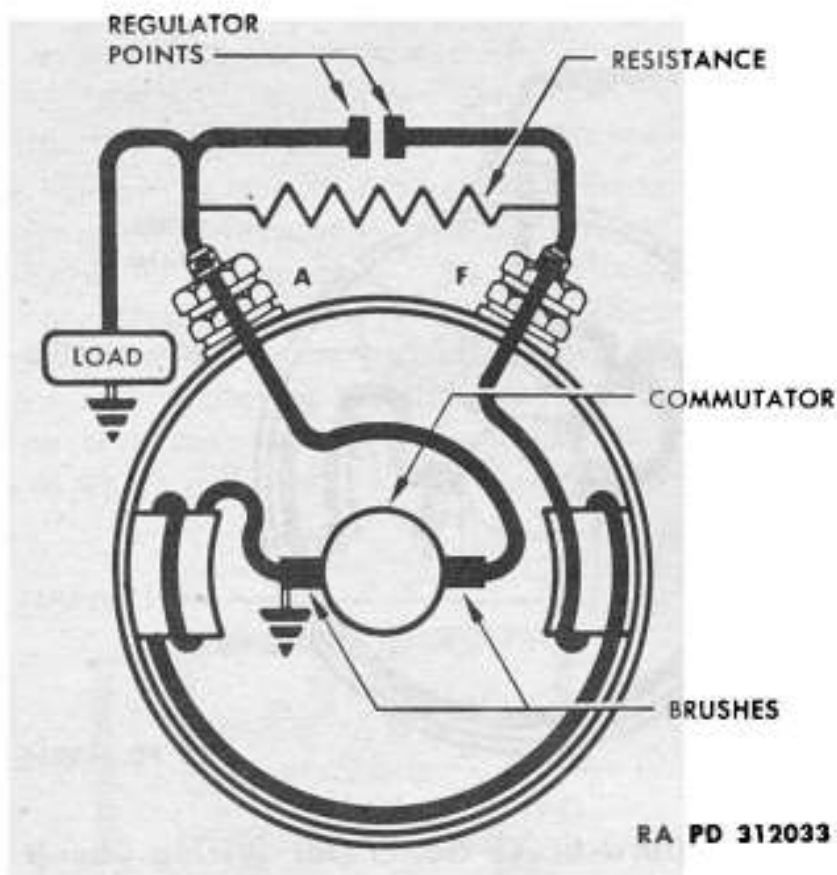 REGULATOR
POINTS
RESISTANCE
A
F
LOAD
COMMUTATOR
BRUSHES
RA PD 312033